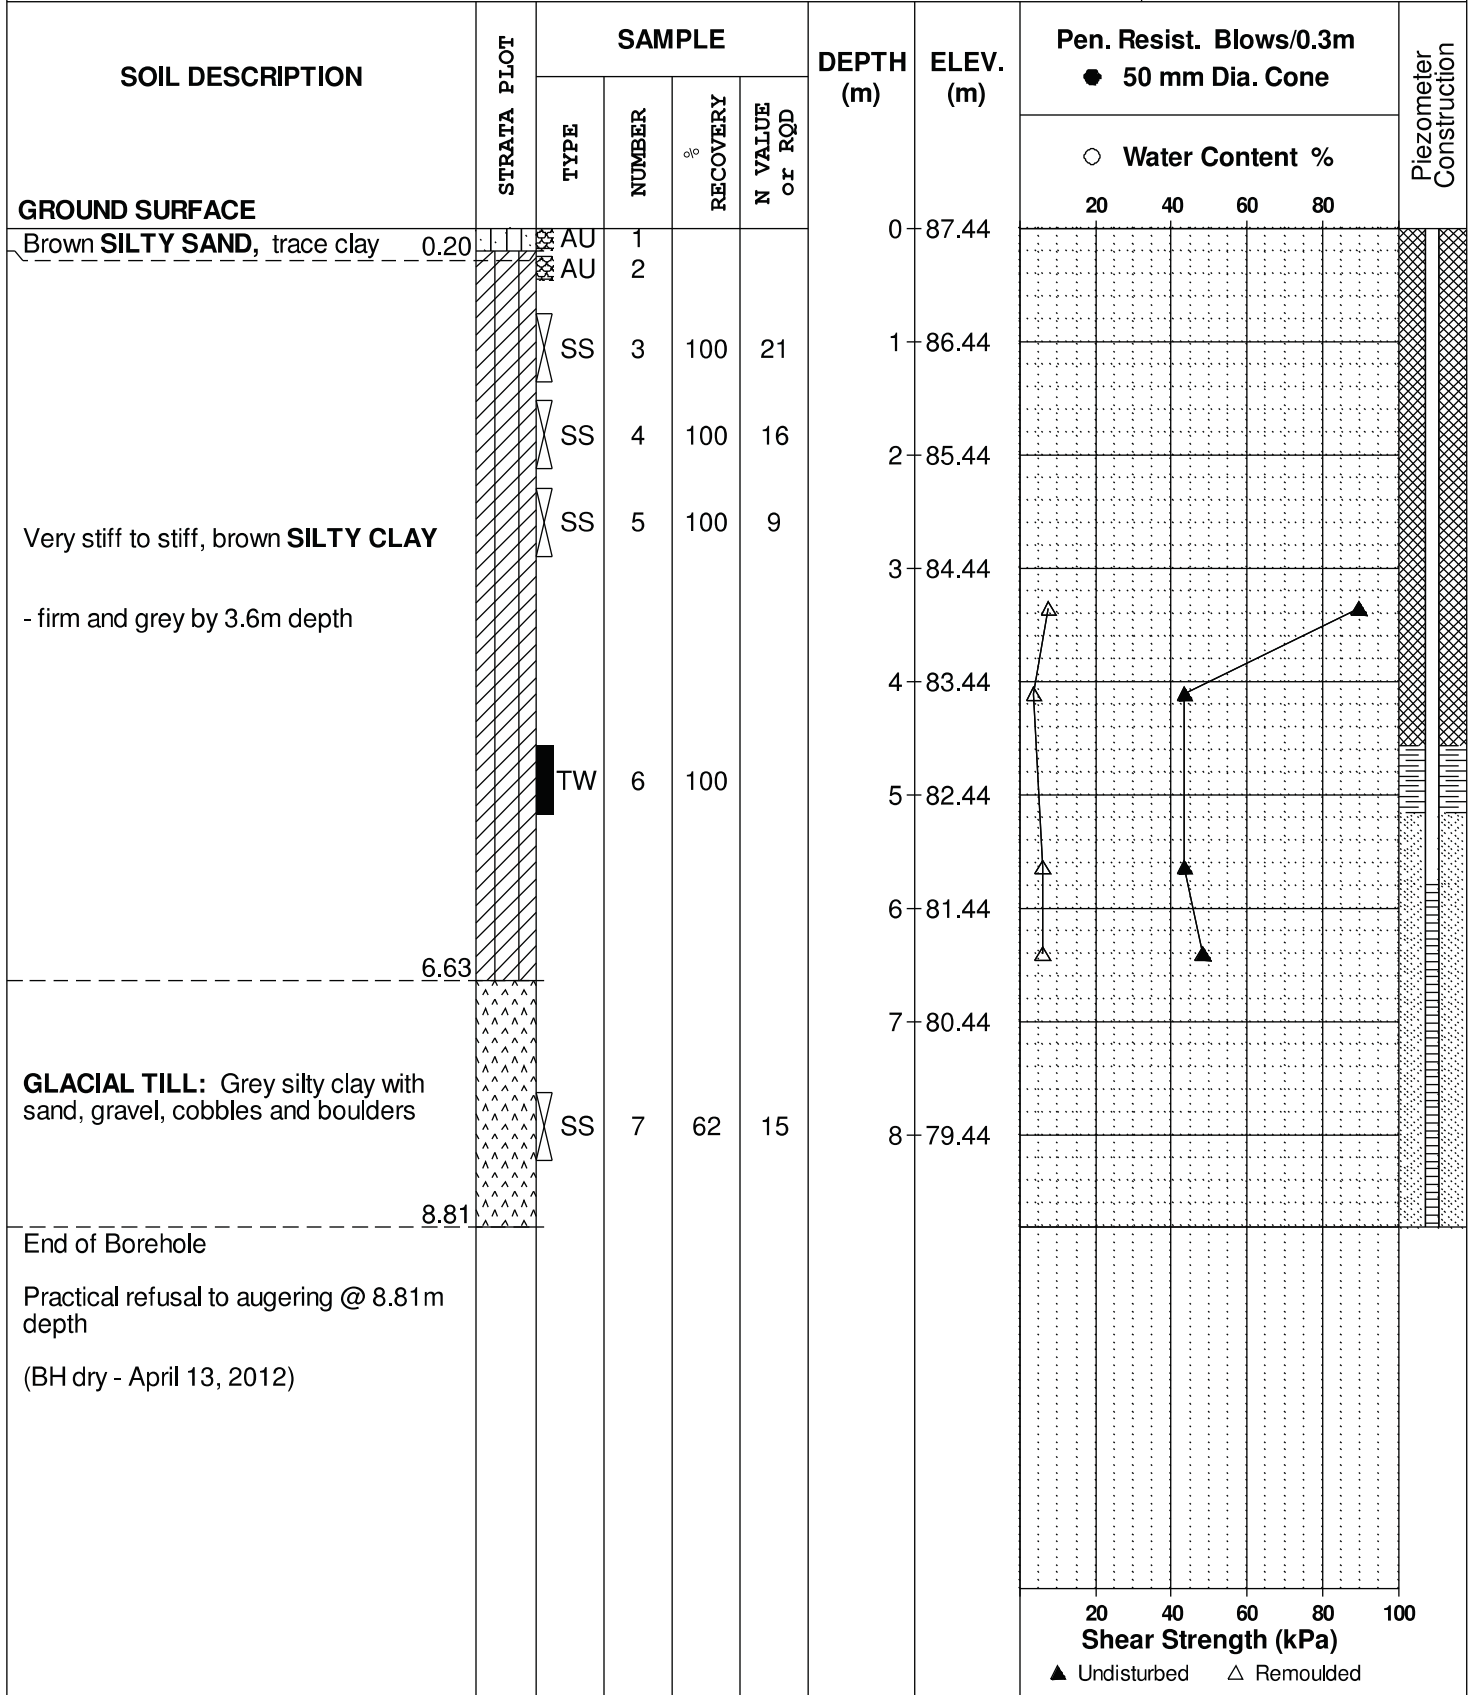 SOIL DESCRIPTION
GROUND SURFACE
STRATA PLOT
SAMPLE
TYPE
NUMBER
% RECOVERY
N VALUE
or RQD
DEPTH
(m)
ELEV.
(m)
Pen. Resist. Blows/0.3m
● 50 mm Dia. Cone
○ Water Content %
20 40 60 80
Piezometer
Construction
0 87.44
Brown SILTY SAND, trace clay 0.20
AU 1
AU 2
SS 3 100 21
1 86.44
SS 4 100 16
2 85.44
SS 5 100 9
Very stiff to stiff, brown SILTY CLAY
3 84.44
- firm and grey by 3.6m depth
4 83.44
TW 6 100
5 82.44
6 81.44
6.63
7 80.44
GLACIAL TILL: Grey silty clay with
sand, gravel, cobbles and boulders
SS 7 62 15
8 79.44
8.81
End of Borehole
Practical refusal to augering @ 8.81m
depth
(BH dry - April 13, 2012)
20 40 60 80 100
Shear Strength (kPa)
▲ Undisturbed △ Remoulded